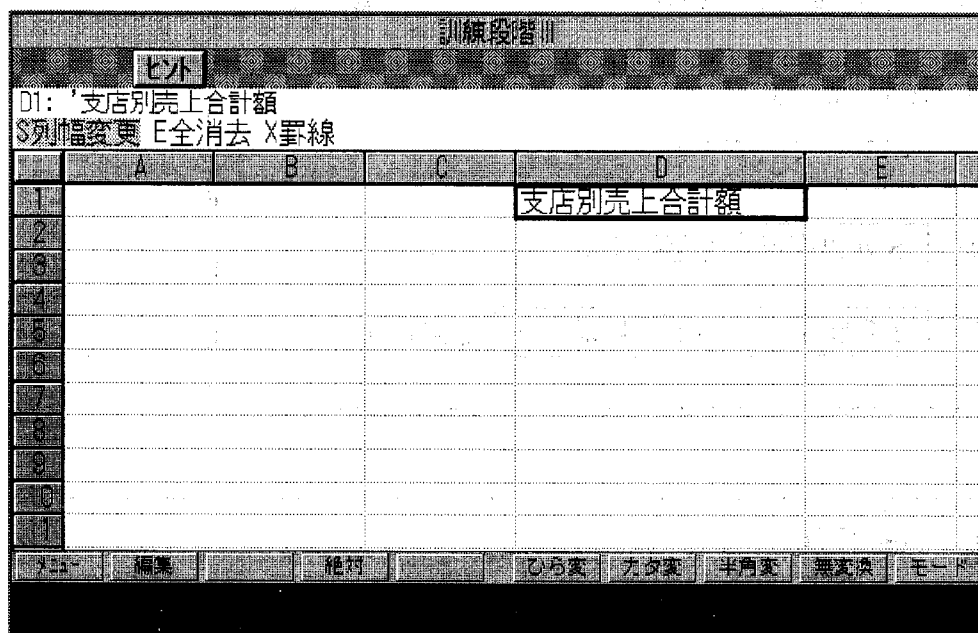 訓練段階III
ヒント
D1: '支店別売上合計額
S列幅変更 E全消去 X罫線
A B C D E
1 支店別売上合計額
2
3
4
5
6
7
8
9
10
11
メニュー 編集 絶対 ひら変 カタ変 半角変 無変換 モード